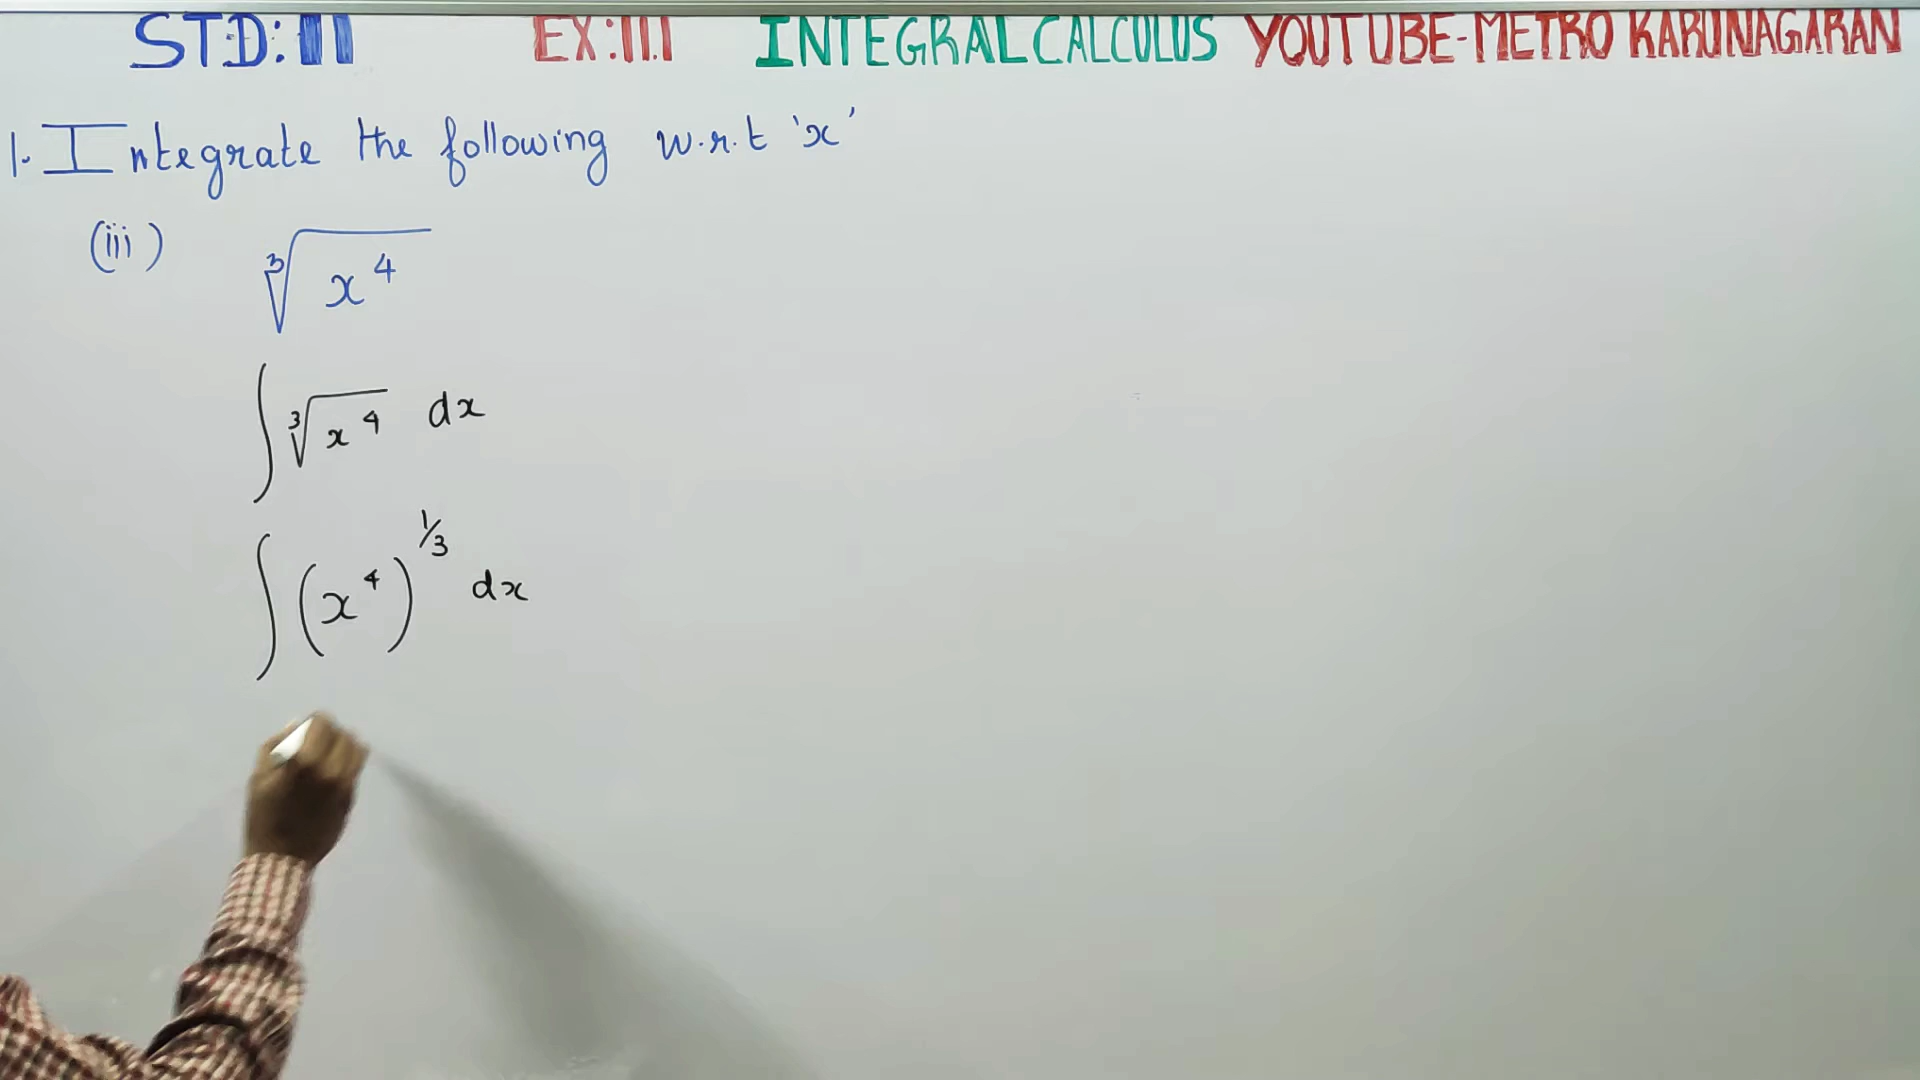 STD: 11 EX: 11.1 INTEGRAL CALCULUS YOUTUBE-METRO KARUNAGARAN
1. Integrate the following w.r.t 'x'
(iii) ∛(x⁴)
∫ ∛(x⁴) dx
∫ (x⁴)^(1/3) dx